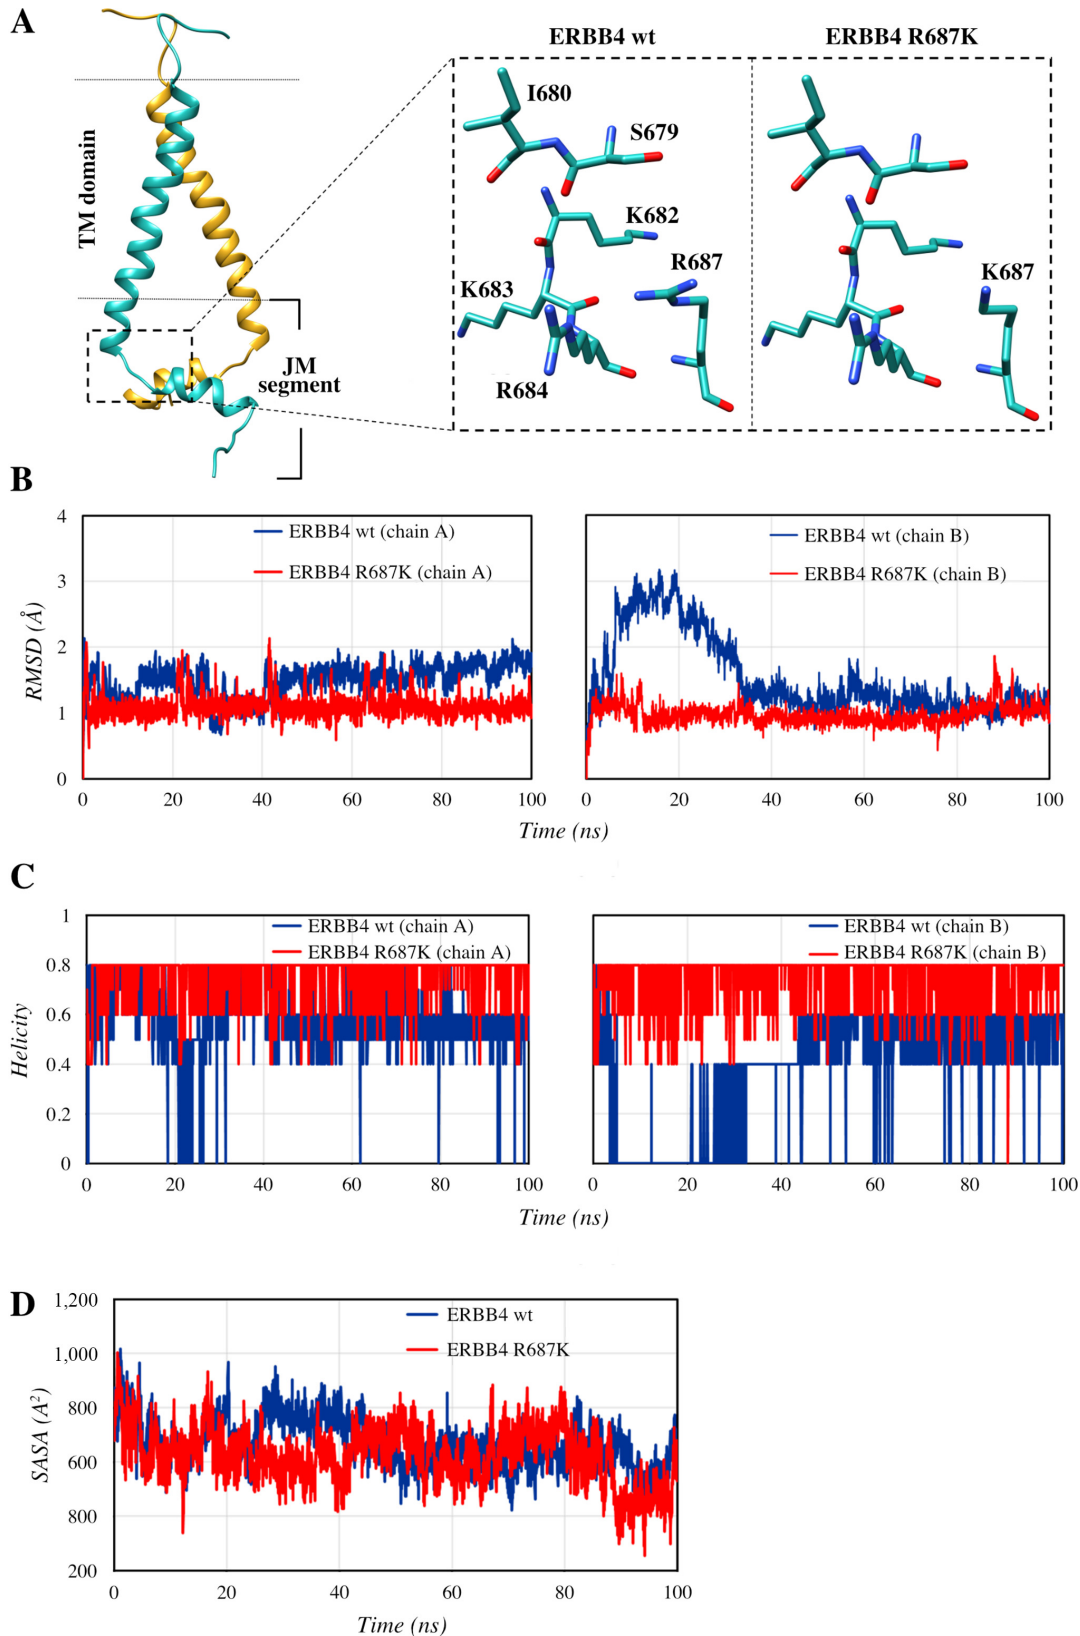 A
ERBB4 wt
ERBB4 R687K
TM domain
JM
segment
I680
S679
K682
R687
K683
R684
K687
B
RMSD (Å)
4
3
2
1
0
ERBB4 wt (chain A)
ERBB4 R687K (chain A)
0 20 40 60 80 100
ERBB4 wt (chain B)
ERBB4 R687K (chain B)
0 20 40 60 80 100
Time (ns)
C
Helicity
1
0.8
0.6
0.4
0.2
0
ERBB4 wt (chain A)
ERBB4 R687K (chain A)
0 20 40 60 80 100
ERBB4 wt (chain B)
ERBB4 R687K (chain B)
0 20 40 60 80 100
Time (ns)
D
SASA (A²)
1,200
1,000
800
600
800
200
ERBB4 wt
ERBB4 R687K
0 20 40 60 80 100
Time (ns)